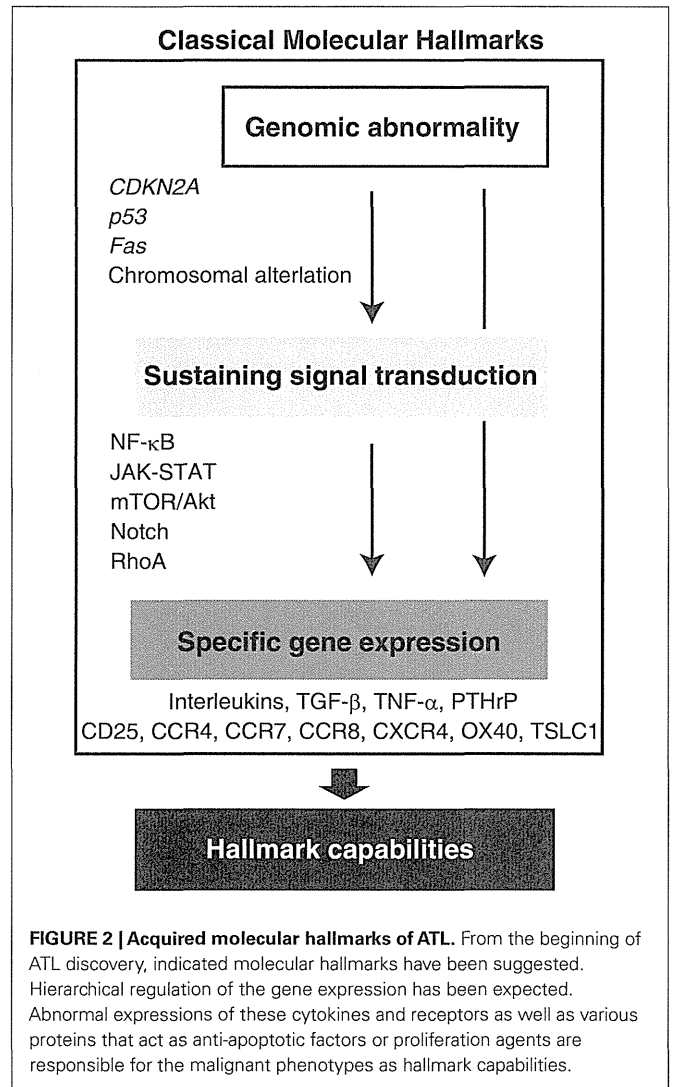 Classical Molecular Hallmarks
Genomic abnormality
CDKN2A
p53
Fas
Chromosomal alterlation
Sustaining signal transduction
NF-κB
JAK-STAT
mTOR/Akt
Notch
RhoA
Specific gene expression
Interleukins, TGF-β, TNF-α, PTHrP
CD25, CCR4, CCR7, CCR8, CXCR4, OX40, TSLC1
Hallmark capabilities
FIGURE 2 | Acquired molecular hallmarks of ATL. From the beginning of
ATL discovery, indicated molecular hallmarks have been suggested.
Hierarchical regulation of the gene expression has been expected.
Abnormal expressions of these cytokines and receptors as well as various
proteins that act as anti-apoptotic factors or proliferation agents are
responsible for the malignant phenotypes as hallmark capabilities.